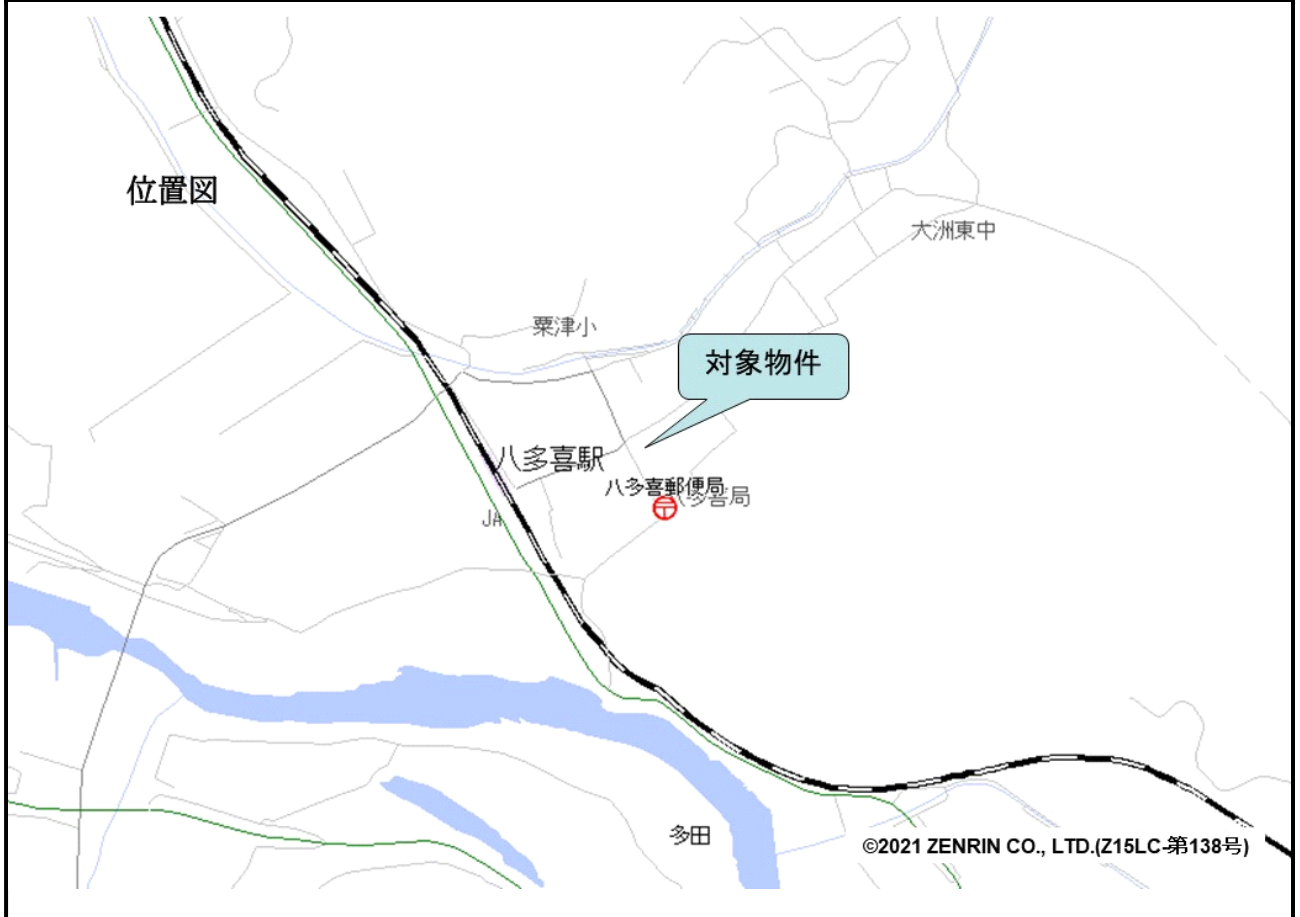 位置図
大洲東中
粟津小
対象物件
八多喜駅
八多喜郵便局
八多喜局
JA
多田
©2021 ZENRIN CO., LTD.(Z15LC-第138号)